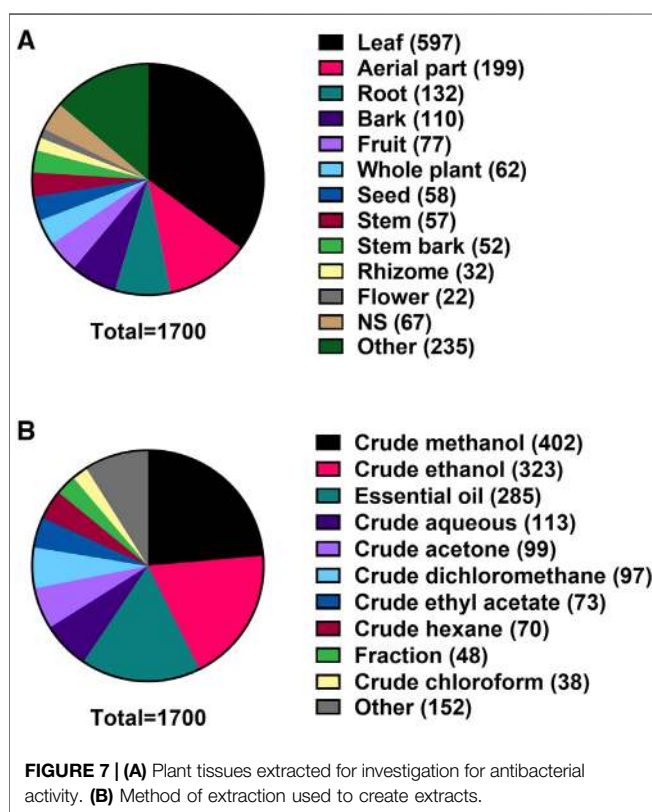 A
Leaf (597)
Aerial part (199)
Root (132)
Bark (110)
Fruit (77)
Whole plant (62)
Seed (58)
Stem (57)
Stem bark (52)
Rhizome (32)
Flower (22)
NS (67)
Other (235)
Total=1700
B
Crude methanol (402)
Crude ethanol (323)
Essential oil (285)
Crude aqueous (113)
Crude acetone (99)
Crude dichloromethane (97)
Crude ethyl acetate (73)
Crude hexane (70)
Fraction (48)
Crude chloroform (38)
Other (152)
Total=1700
FIGURE 7 | (A) Plant tissues extracted for investigation for antibacterial
activity. (B) Method of extraction used to create extracts.